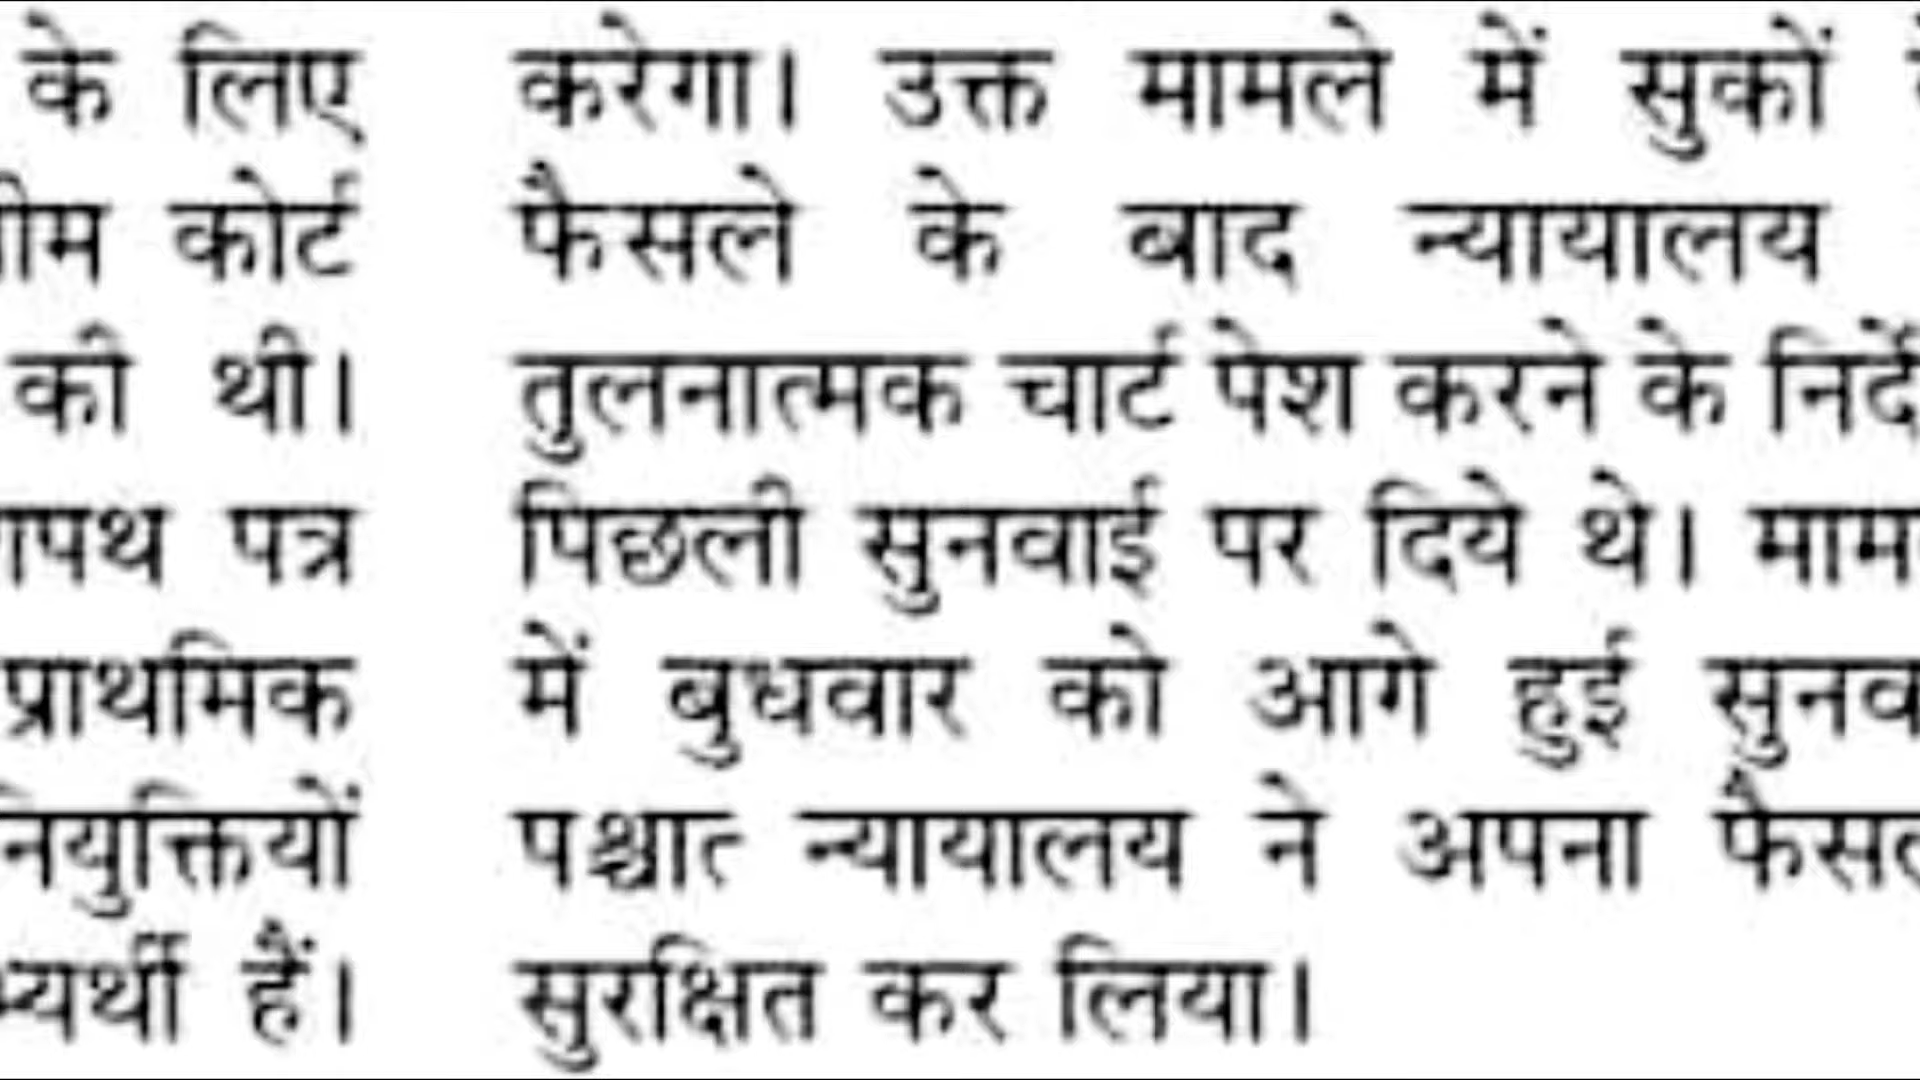 के लिए
कोर्ट
की थी।
पत्र
प्राथमिक
हैं।
करेगा। उक्त मामले में सुकों
फैसले के बाद न्यायालय
तुलनात्मक चार्ट पेश करने के
पिछली सुनवाई पर दिये थे।
में बुधवार को आगे हुई
पश्चात न्यायालय ने अपना
सुरक्षित कर लिया।